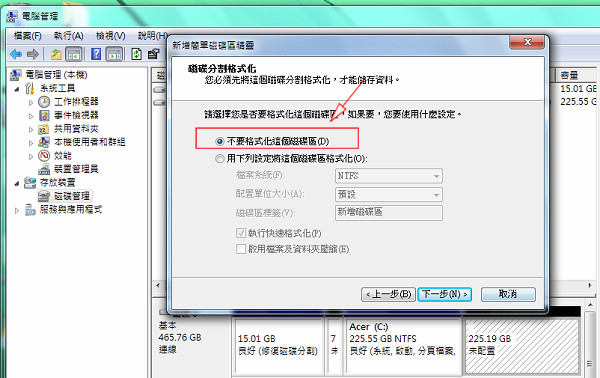 電腦管理
檔案(F) 執行(A) 檢視(V) 說明(H)
電腦管理 (本機)
系統工具
工作排程器
事件檢視器
共用資料夾
本機使用者和群組
效能
裝置管理員
存放裝置
磁碟管理
服務與應用程式
新增簡單磁碟區精靈
磁碟分割格式化
您必須先將這個磁碟分割格式化，才能儲存資料。
請選擇您是否要格式化這個磁碟區，如果要，您要使用什麼設定。
不要格式化這個磁碟區(D)
用下列設定將這個磁碟區格式化(O):
檔案系統(F): NTFS
配置單位大小(A): 預設
磁碟區標籤(V): 新增磁碟區
執行快速格式化(P)
啟用檔案及資料夾壓縮(E)
<上一步(B) 下一步(N)> 取消
容量
15.01 G
225.55 G
基本
465.76 GB
連線
15.01 GB
良好 (修復磁碟分割)
7
未
Acer (C:)
225.55 GB NTFS
良好 (系統, 啟動, 分頁檔案,
225.19 GB
未配置